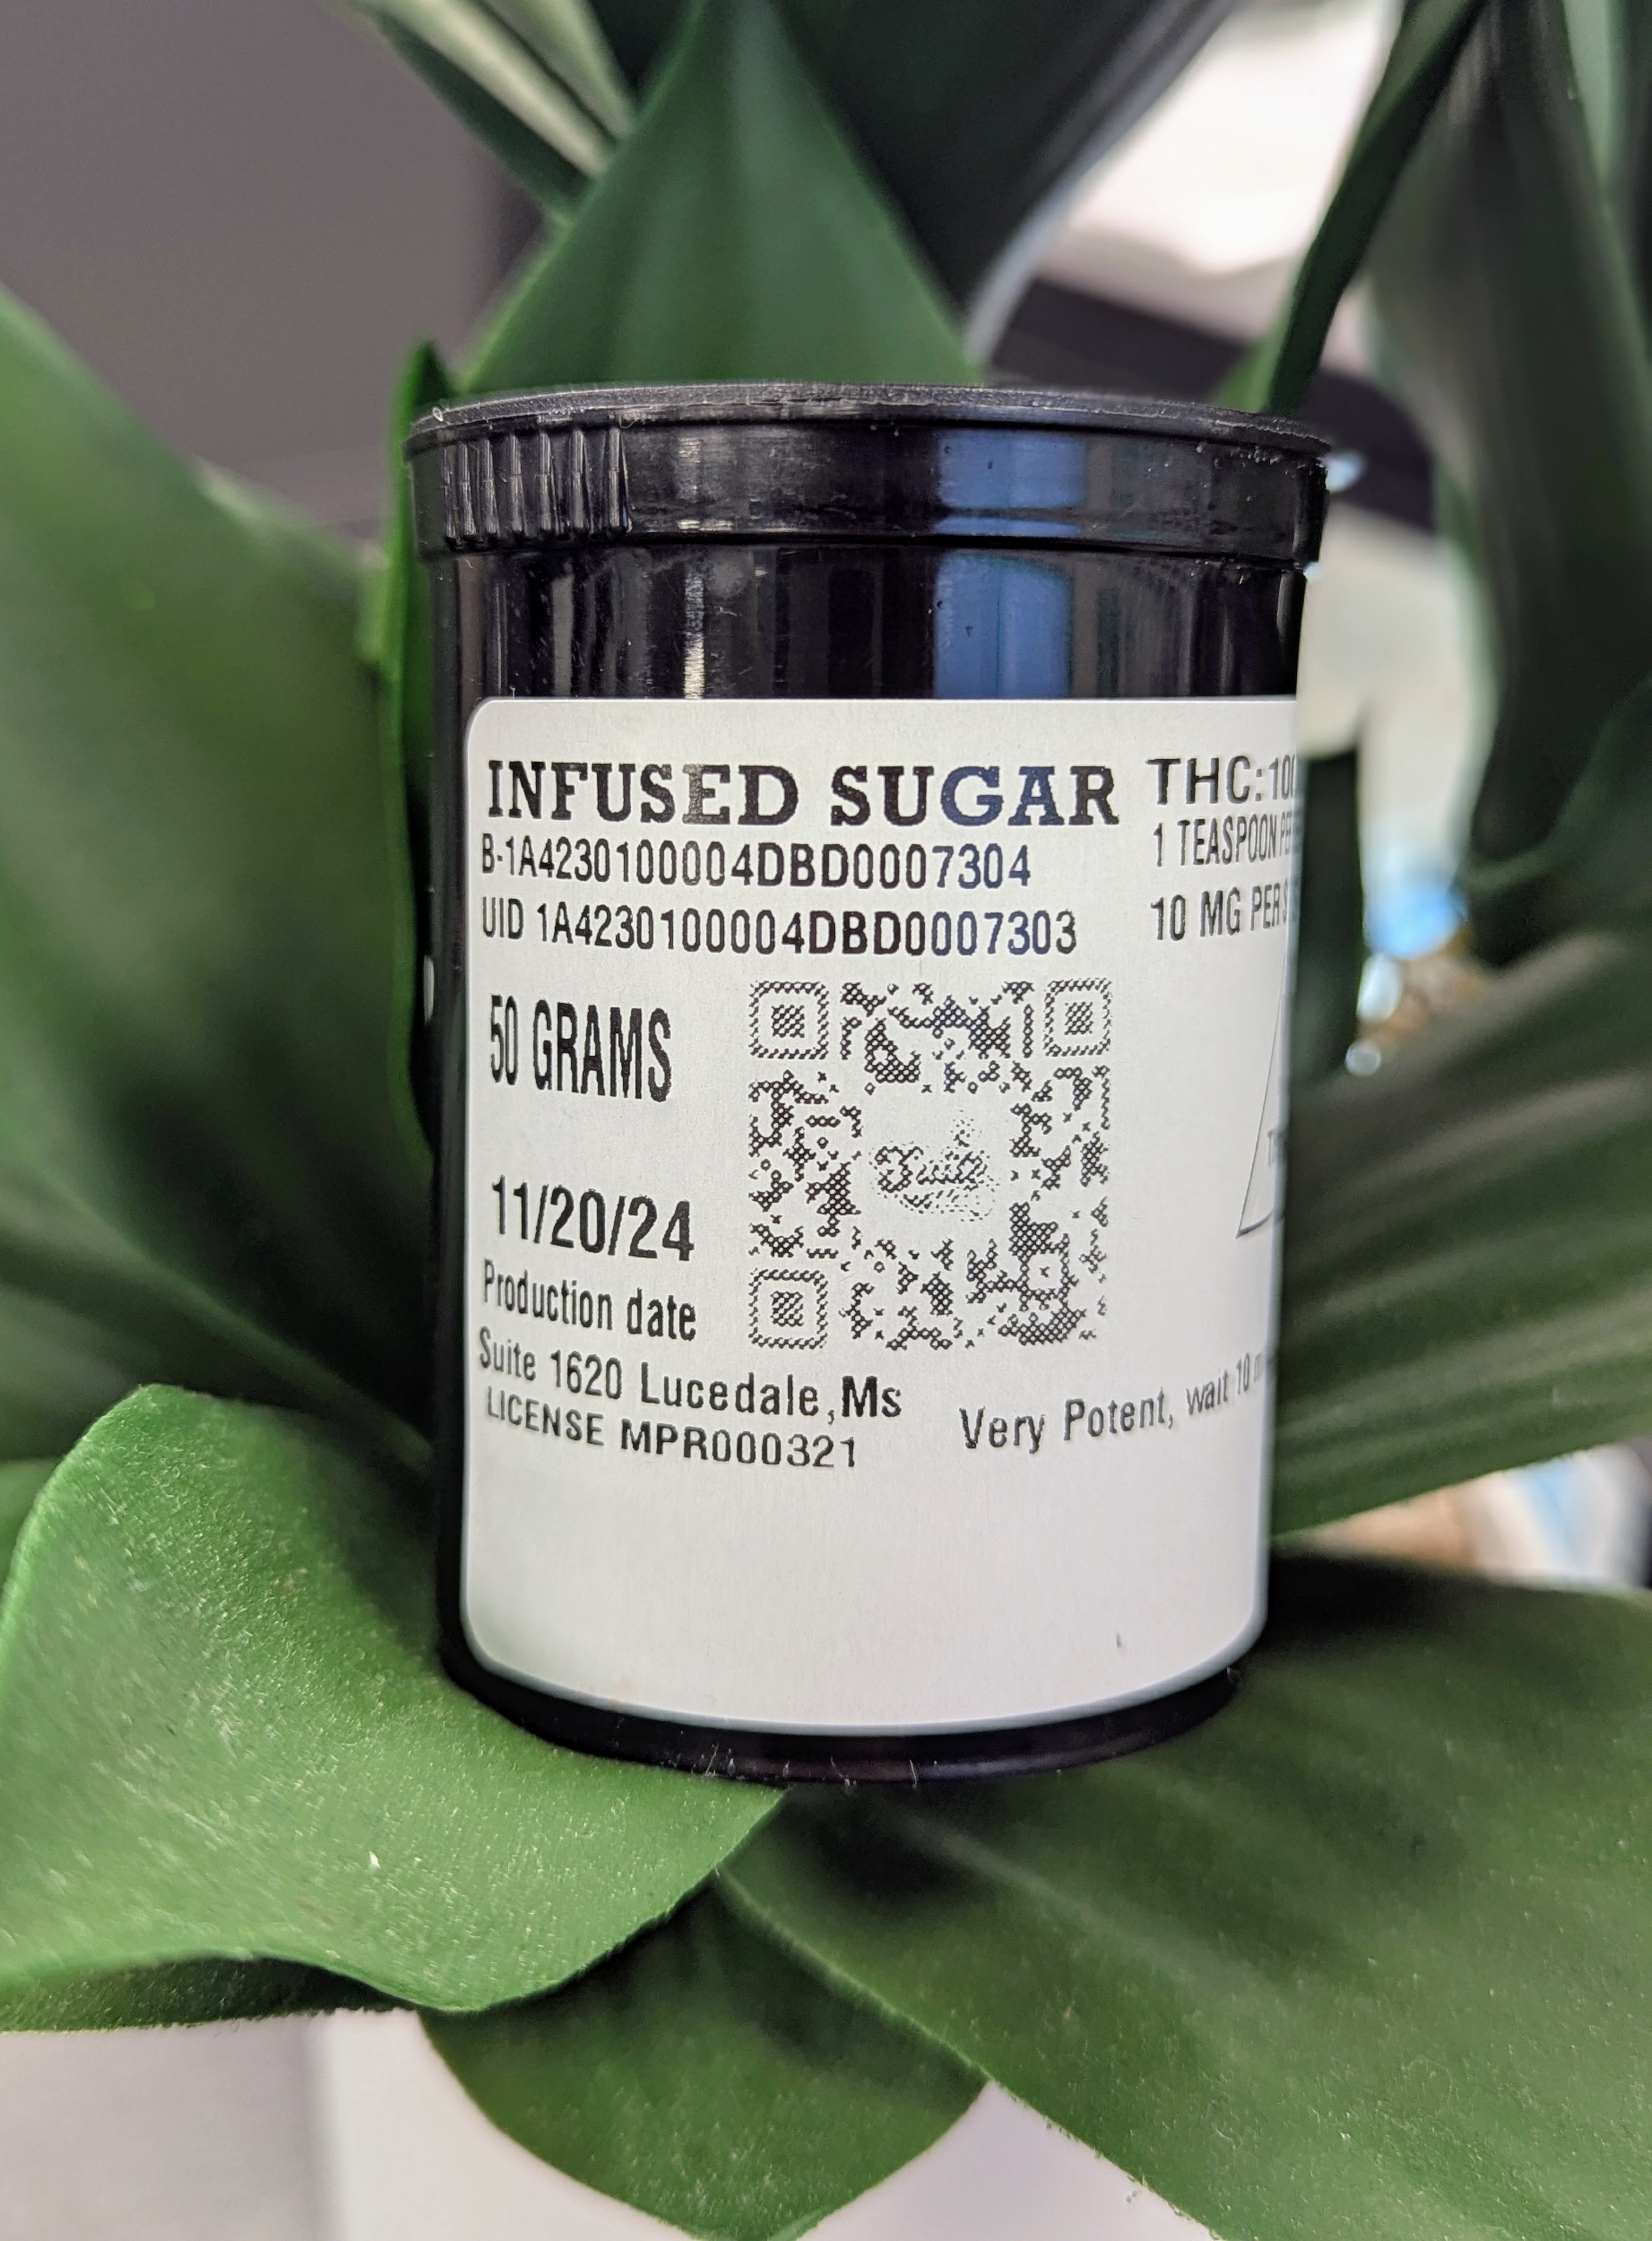 INFUSED SUGAR
B-1A4230100004DBD0007304
UID 1A4230100004DBD0007303
THC:
1 TEASPOON
10 MG PER
50 GRAMS
11/20/24
Production date
Suite 1620 Lucedale,Ms
LICENSE MPR000321
Very Potent, wait 10